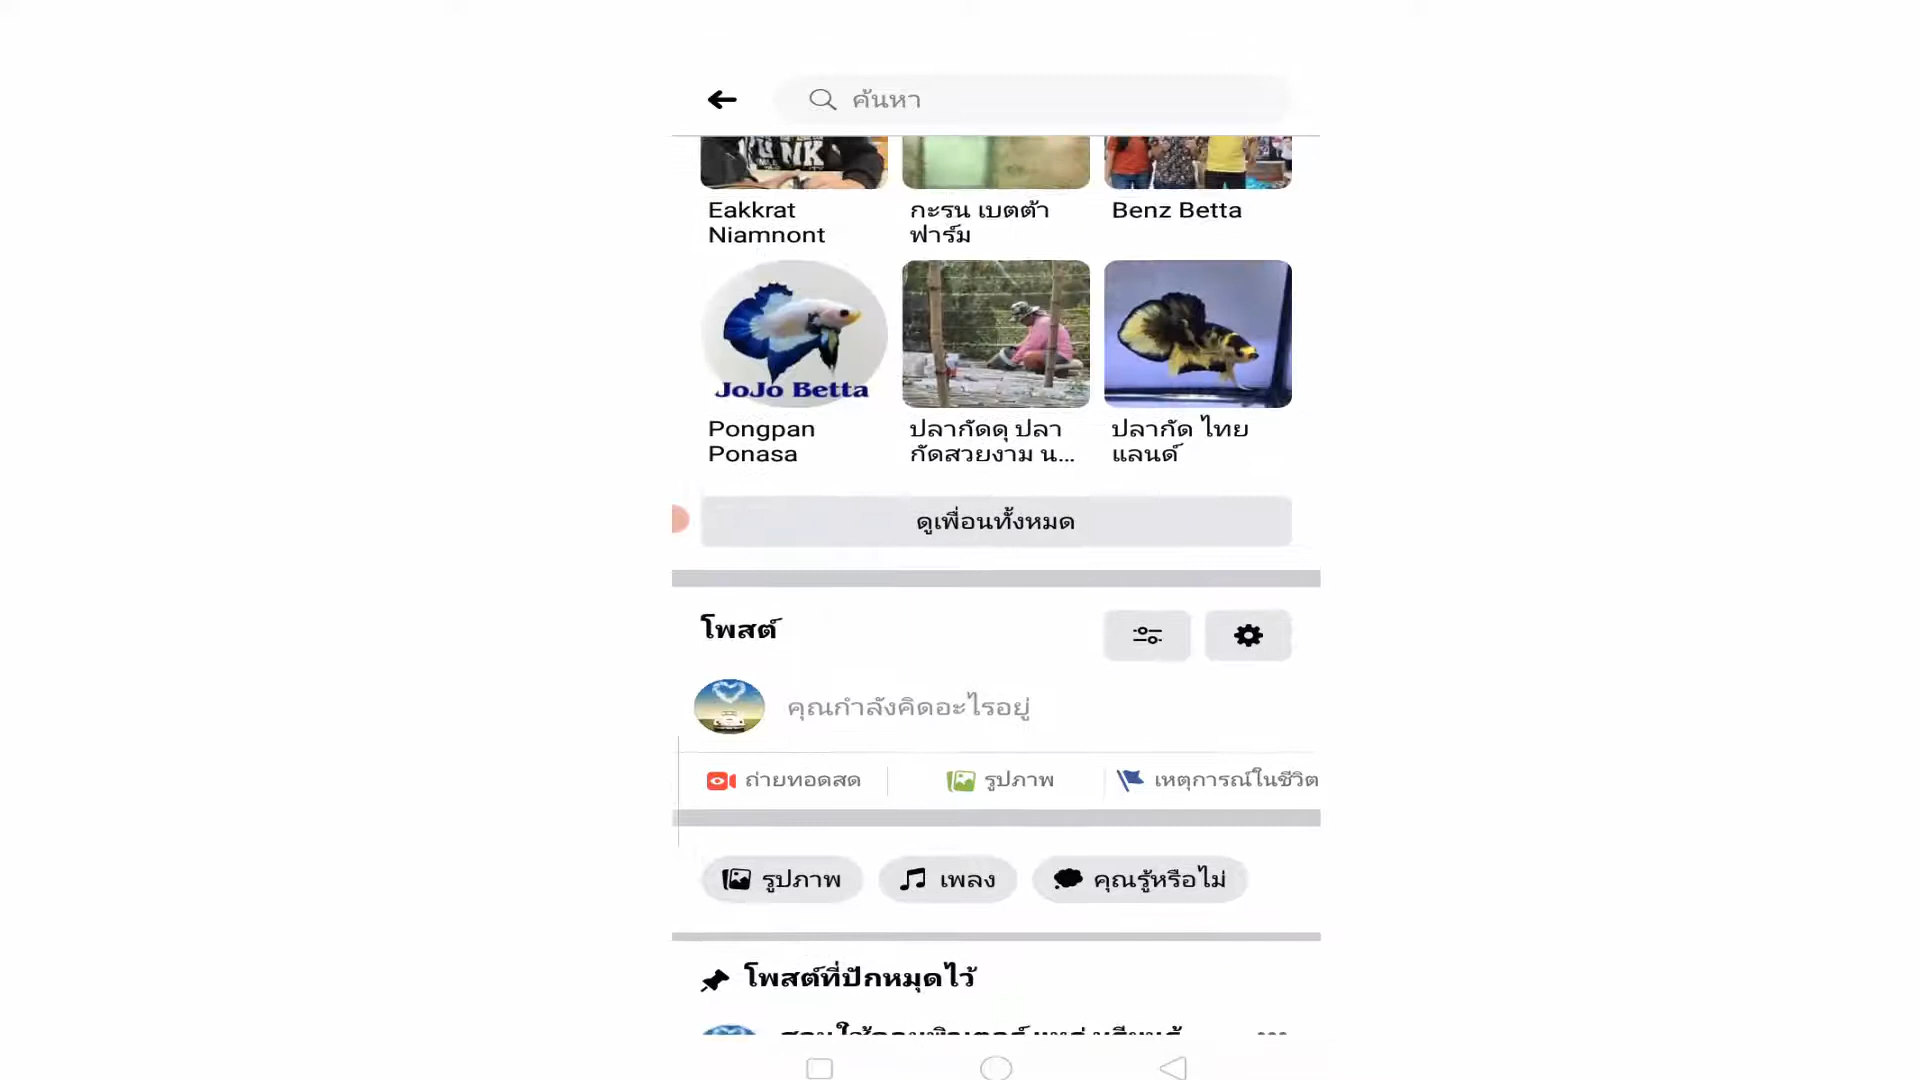 ค้นหา
Eakkrat
Niamnont
กะรน เบตต้า
ฟาร์ม
Benz Betta
JoJo Betta
Pongpan
Ponasa
ปลากัดดุ ปลา
กัดสวยงาม น...
ปลากัด ไทย
แลนด์
ดูเพื่อนทั้งหมด
โพสต์
คุณกำลังคิดอะไรอยู่
ถ่ายทอดสด
รูปภาพ
เหตุการณ์ในชีวิต
รูปภาพ
เพลง
คุณรู้หรือไม่
โพสต์ที่ปักหมุดไว้